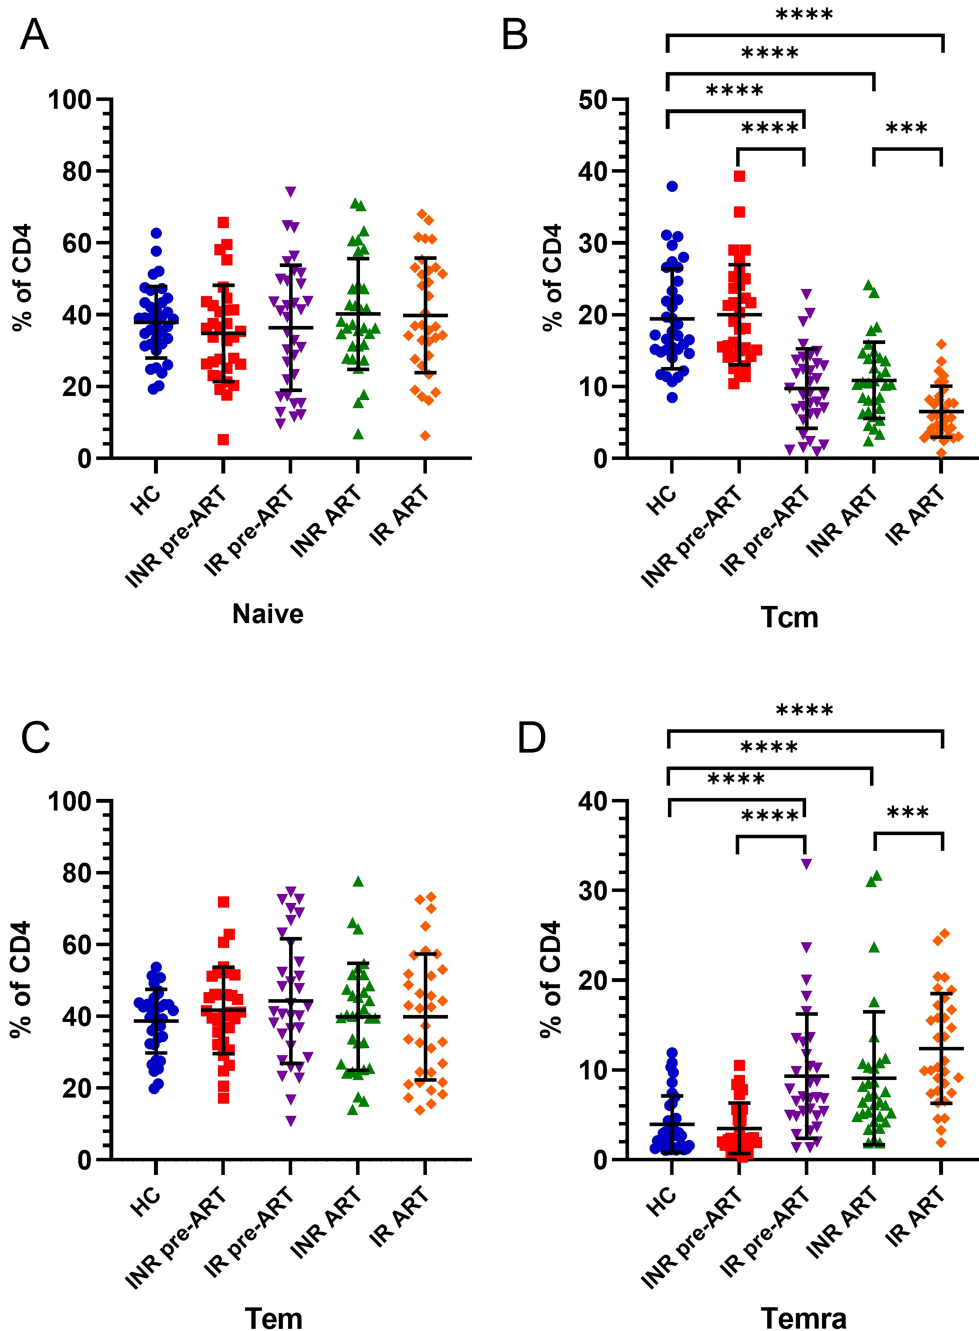 A
% of CD4
100
80
60
40
20
0
HC
INR pre-ART
IR pre-ART
INR ART
IR ART
Naive
B
% of CD4
****
****
****
****
***
50
40
30
20
10
0
HC
INR pre-ART
IR pre-ART
INR ART
IR ART
Tcm
C
% of CD4
100
80
60
40
20
0
HC
INR pre-ART
IR pre-ART
INR ART
IR ART
Tem
D
% of CD4
****
****
****
****
***
40
30
20
10
0
HC
INR pre-ART
IR pre-ART
INR ART
IR ART
Temra